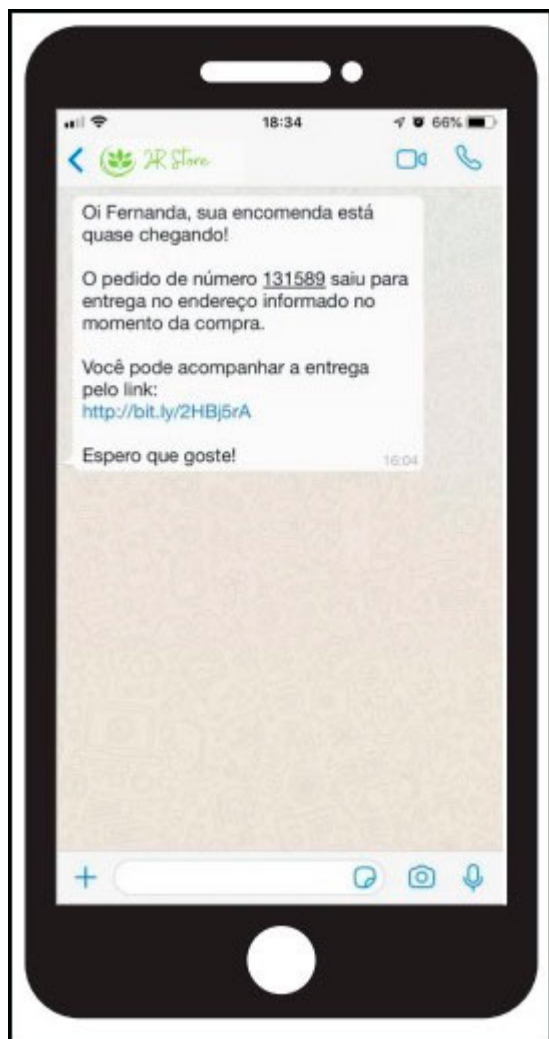 18:34
66%
2R Store
Oi Fernanda, sua encomenda está
quase chegando!
O pedido de número 131589 saiu para
entrega no endereço informado no
momento da compra.
Você pode acompanhar a entrega
pelo link:
http://bit.ly/2HBj5rA
Espero que goste!
16:04